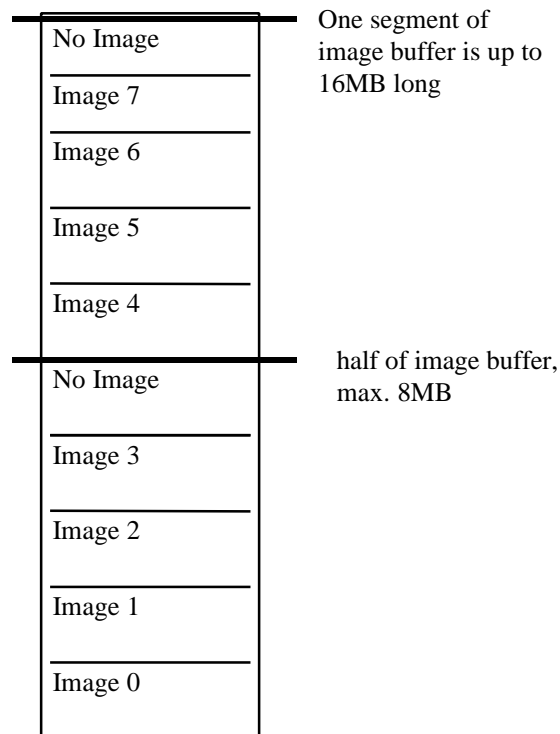 No Image
One segment of
image buffer is up to
16MB long
Image 7
Image 6
Image 5
Image 4
No Image
half of image buffer,
max. 8MB
Image 3
Image 2
Image 1
Image 0